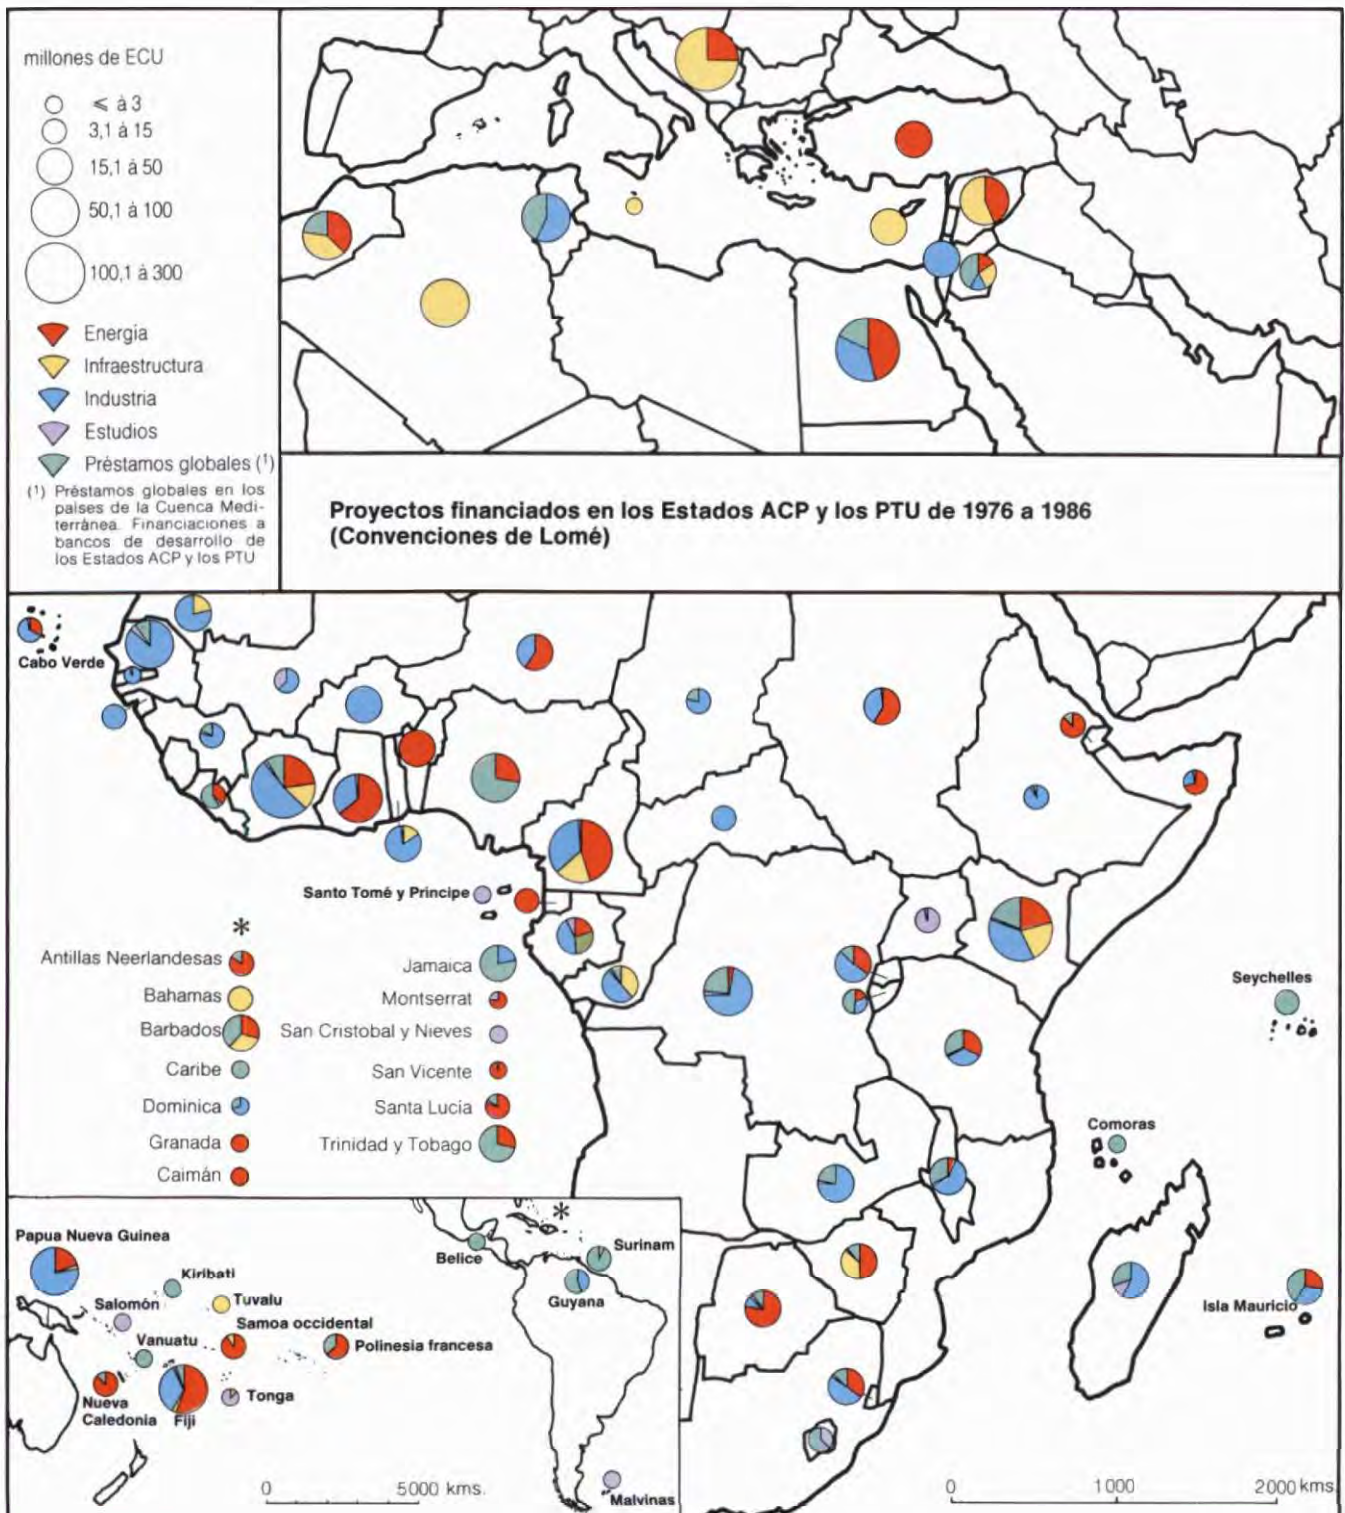 millones de ECU
⩽ à 3
3,1 à 15
15,1 à 50
50,1 à 100
100,1 à 300
Energía
Infraestructura
Industria
Estudios
Préstamos globales (¹)
(¹) Préstamos globales en los
países de la Cuenca Medi-
terránea. Financiaciones a
bancos de desarrollo de
los Estados ACP y los PTU
Proyectos financiados en los Estados ACP y los PTU de 1976 a 1986
(Convenciones de Lomé)
Cabo Verde
Santo Tomé y Principe
*
Antillas Neerlandesas
Bahamas
Barbados
Caribe
Dominica
Granada
Caimán
Jamaica
Montserrat
San Cristobal y Nieves
San Vicente
Santa Lucía
Trinidad y Tobago
Seychelles
Comoras
Isla Mauricio
Papua Nueva Guinea
Kiribati
Salomón
Tuvalu
Vanuatu
Samoa occidental
Polinesia francesa
Nueva
Caledonia
Fiji
Tonga
*
Belice
Surinam
Guyana
Malvinas
0 5000 kms.
0 1000 2000 kms